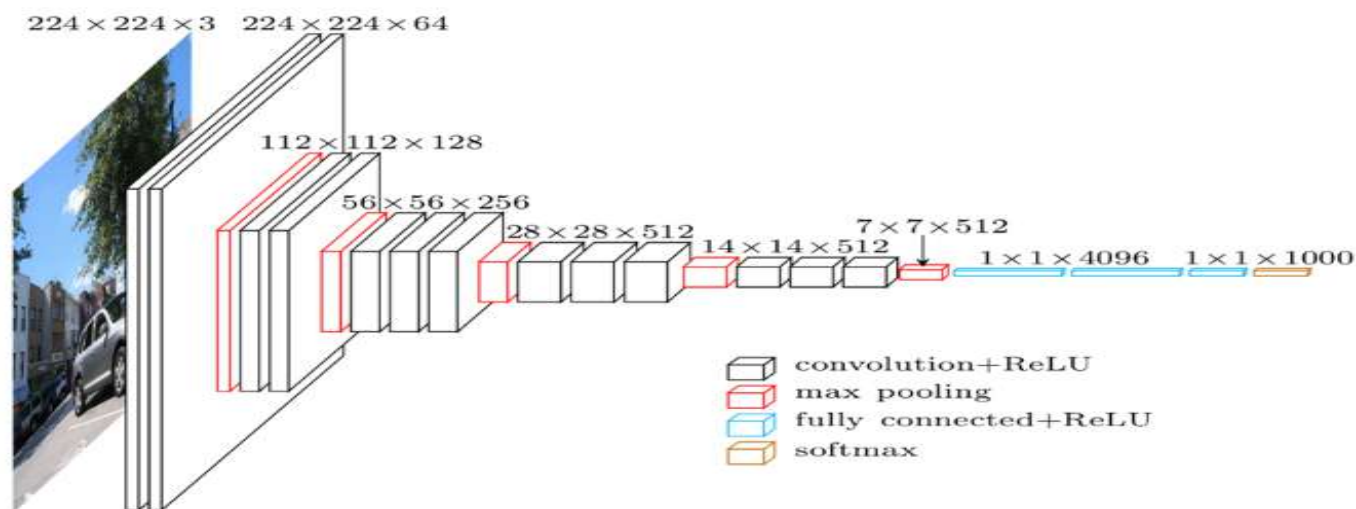 224 × 224 × 3
224 × 224 × 64
112 × 112 × 128
56 × 56 × 256
28 × 28 × 512
14 × 14 × 512
7 × 7 × 512
1 × 1 × 4096
1 × 1 × 1000
convolution+ReLU
max pooling
fully connected+ReLU
softmax